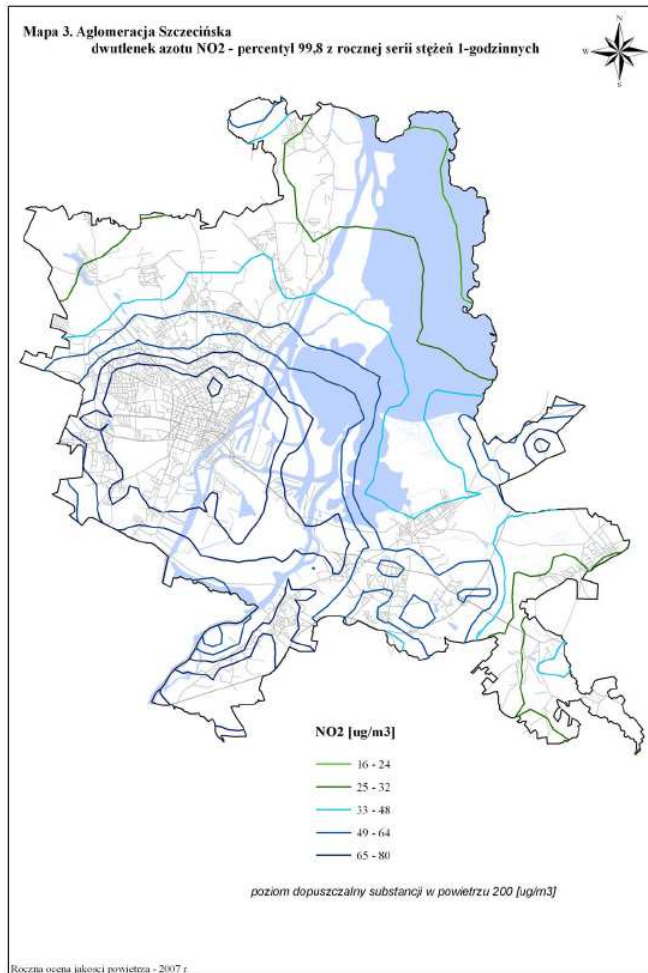 Mapa 3. Aglomeracja Szczecińska
dwutlenek azotu NO2 - percentyl 99,8 z rocznej serii stężeń 1-godzinnych
N
W
E
S
NO2 [ug/m3]
16 - 24
25 - 32
33 - 48
49 - 64
65 - 80
poziom dopuszczalny substancji w powietrzu 200 [ug/m3]
Roczna ocena jakosci powietrza - 2007 r